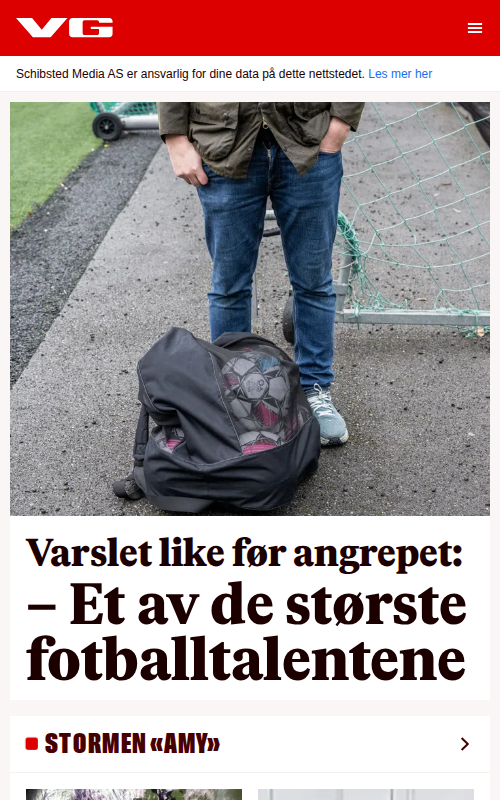 VG
Schibsted Media AS er ansvarlig for dine data på dette nettstedet. Les mer her
Varslet like før angrepet:
– Et av de største
fotballtalentene
STORMEN «AMY»